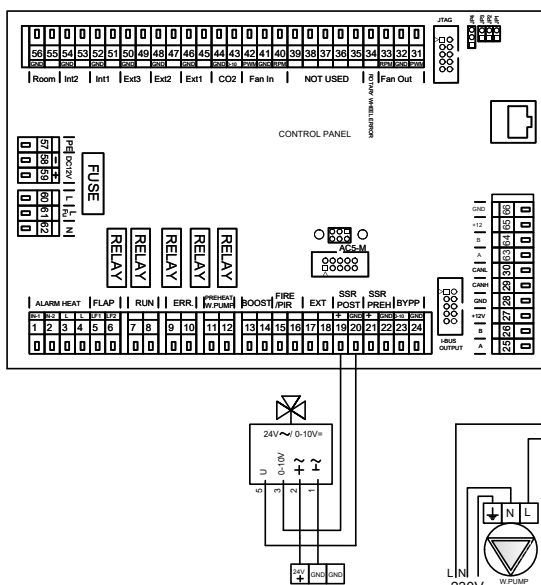 JTAG
JP4 JP3 JP2 JP1
56 55 54 53 52 51 50 49 48 47 46 45 44 43 42 41 40 39 38 37 36 35 34 33 32 31
GND GND GND GND GND GND GND 0-10 PWM GND RPM RPM GND PWM
Room Int2 Int1 Ext3 Ext2 Ext1 CO2 Fan In NOT USED ROTARY WHEEL ERROR Fan Out
CONTROL PANEL
57 PE
58 - DC12V
59 +
FUSE
60 L
61 L Fu
62 N
RELAY RELAY RELAY RELAY RELAY
AC5-M
GND 66
+12 65
B 64
A 63
CANL 30
CANH 29
GND 28
+12V 27
B 26
A 25
I-BUS
OUTPUT
ALARM HEAT FLAP RUN ERR. PREHEAT W.PUMP BOOST FIRE /PIR EXT SSR POST SSR PREH BYPP
IN-1 IN-2 L L LF1 LF2 + GND + GND 0-10 GND
1 2 3 4 5 6 7 8 9 10 11 12 13 14 15 16 17 18 19 20 21 22 23 24
24V~/ 0-10V=
U 0-10V + ~ ⊥ ~
5 3 2 1
24V + GND GND
N L
L N
230V
W.PUMP